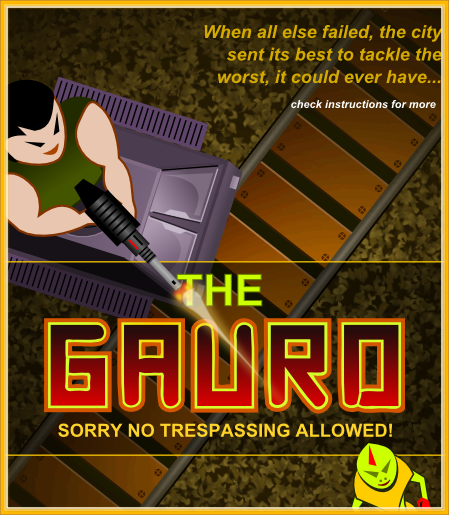 When all else failed, the city
sent its best to tackle the
worst, it could ever have...
check instructions for more
THE
GAURD
SORRY NO TRESPASSING ALLOWED!